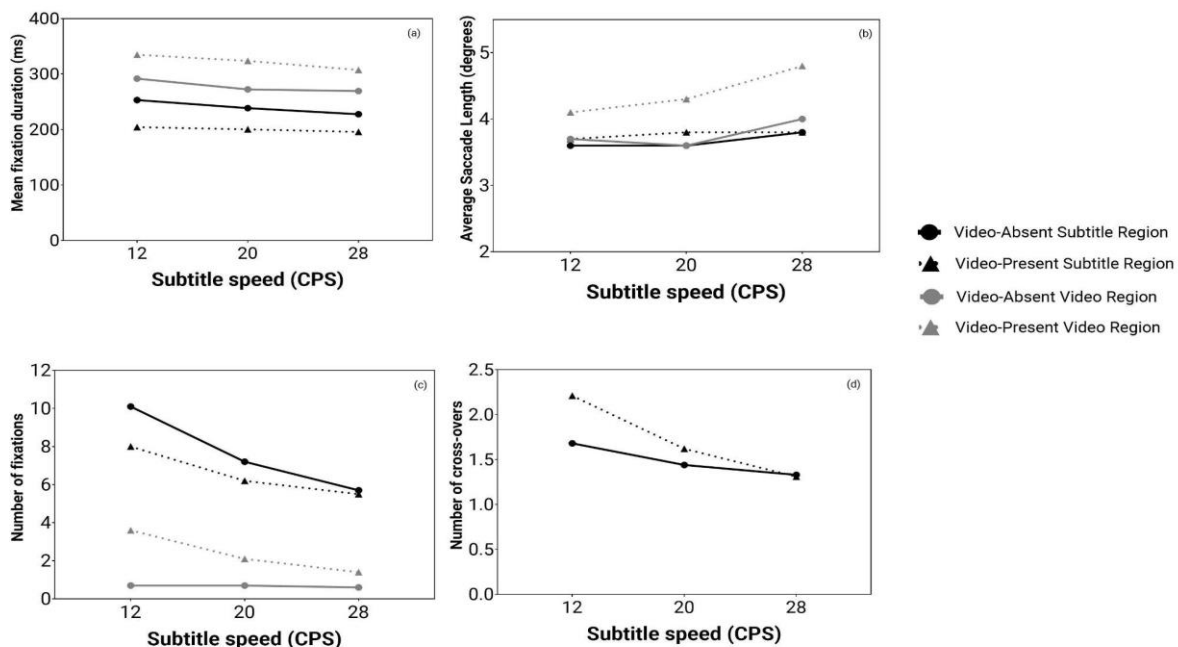 (a)
Mean fixation duration (ms)
400
300
200
100
0
12 20 28
Subtitle speed (CPS)
(b)
Average Saccade Length (degrees)
5
4
3
2
12 20 28
Subtitle speed (CPS)
Video-Absent Subtitle Region
Video-Present Subtitle Region
Video-Absent Video Region
Video-Present Video Region
(c)
Number of fixations
12
10
8
6
4
2
0
12 20 28
Subtitle speed (CPS)
(d)
Number of cross-overs
2.5
2.0
1.5
1.0
0.5
0.0
12 20 28
Subtitle speed (CPS)